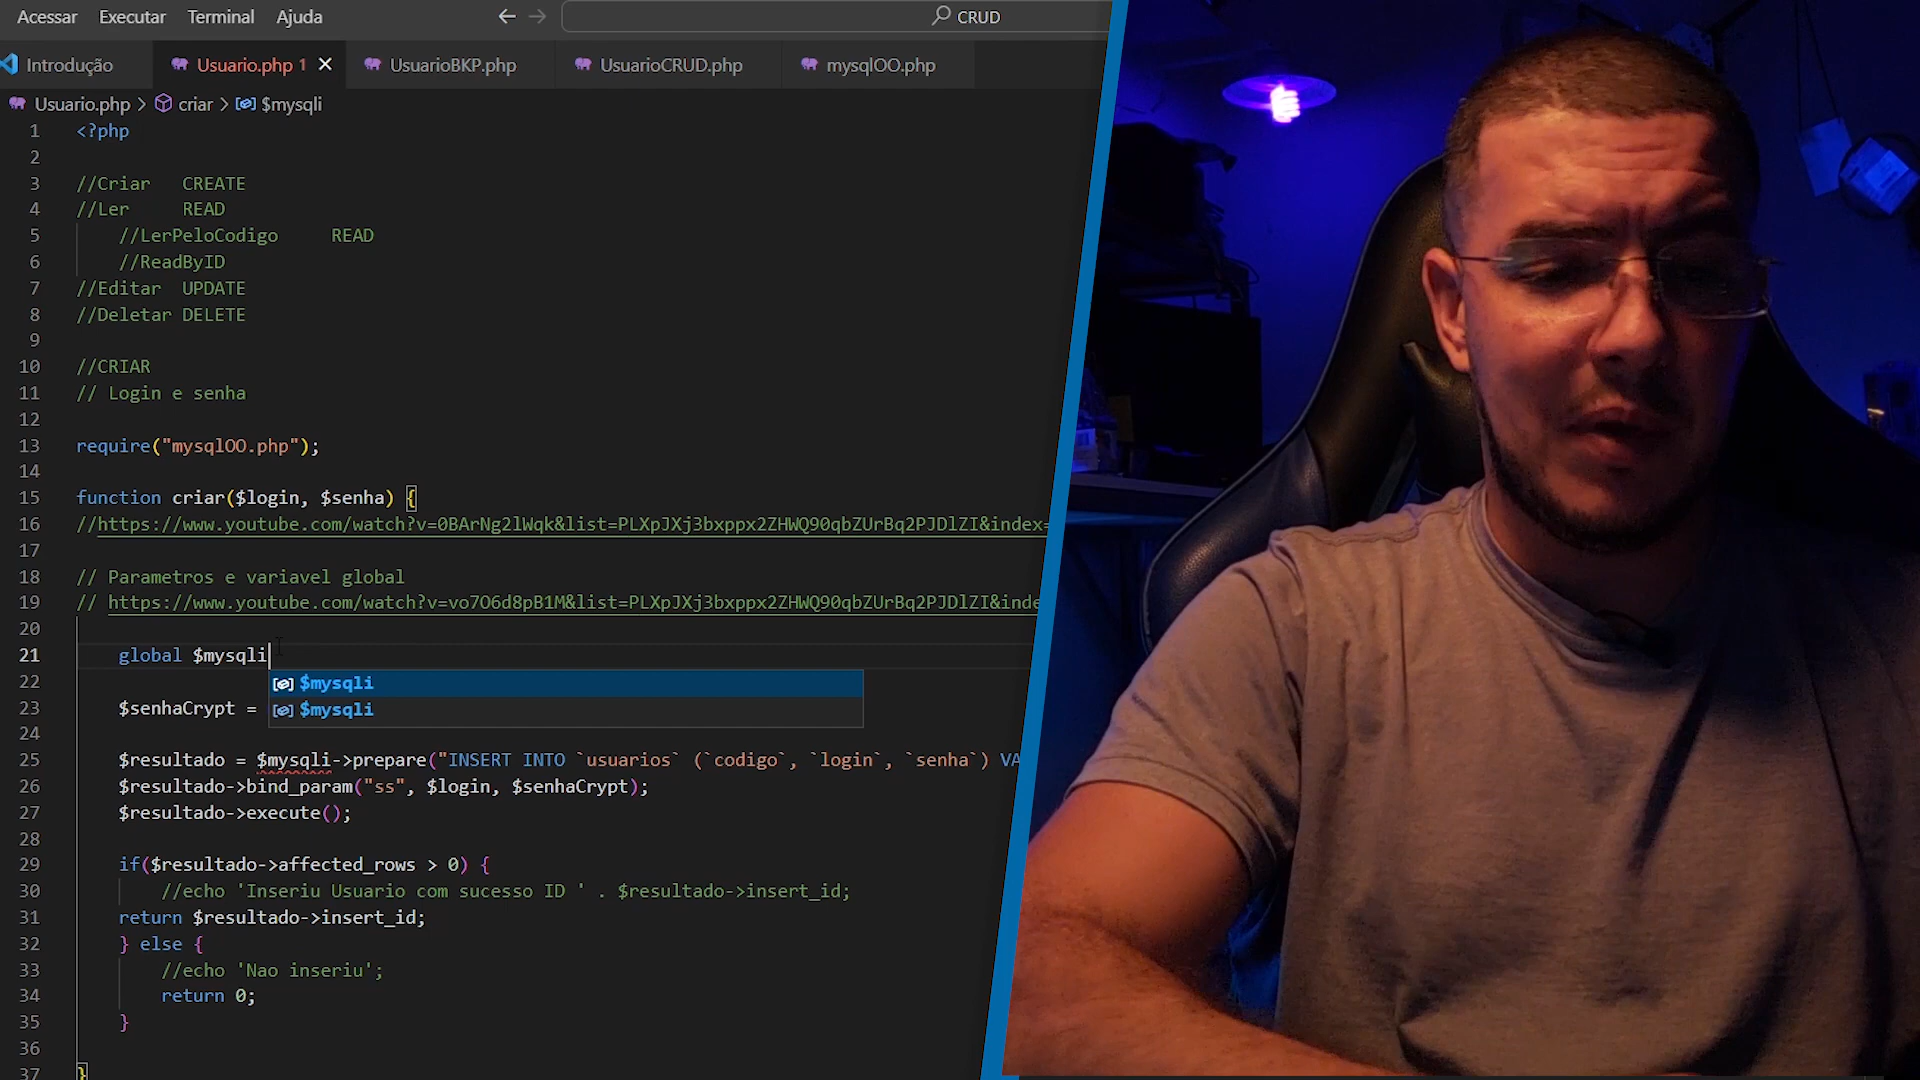 Acessar Executar Terminal Ajuda CRUD
Introdução Usuario.php 1 UsuarioBKP.php UsuarioCRUD.php mysqlOO.php
Usuario.php > criar > $mysqli
1 <?php
2
3 //Criar CREATE
4 //Ler READ
5 //LerPeloCodigo READ
6 //ReadByID
7 //Editar UPDATE
8 //Deletar DELETE
9
10 //CRIAR
11 // Login e senha
12
13 require("mysqlOO.php");
14
15 function criar($login, $senha) {
16 //https://www.youtube.com/watch?v=0BArNg2lWqk&list=PLXpJXj3bxppx2ZHWQ90qbZUrBq2PJDlZI&index=
17
18 // Parametros e variavel global
19 // https://www.youtube.com/watch?v=vo7O6d8pB1M&list=PLXpJXj3bxppx2ZHWQ90qbZUrBq2PJDlZI&inde
20
21 global $mysqli
22 $mysqli
23 $senhaCrypt = $mysqli
24
25 $resultado = $mysqli->prepare("INSERT INTO `usuarios` (`codigo`, `login`, `senha`) VA
26 $resultado->bind_param("ss", $login, $senhaCrypt);
27 $resultado->execute();
28
29 if($resultado->affected_rows > 0) {
30 //echo 'Inseriu Usuario com sucesso ID ' . $resultado->insert_id;
31 return $resultado->insert_id;
32 } else {
33 //echo 'Nao inseriu';
34 return 0;
35 }
36
37 }